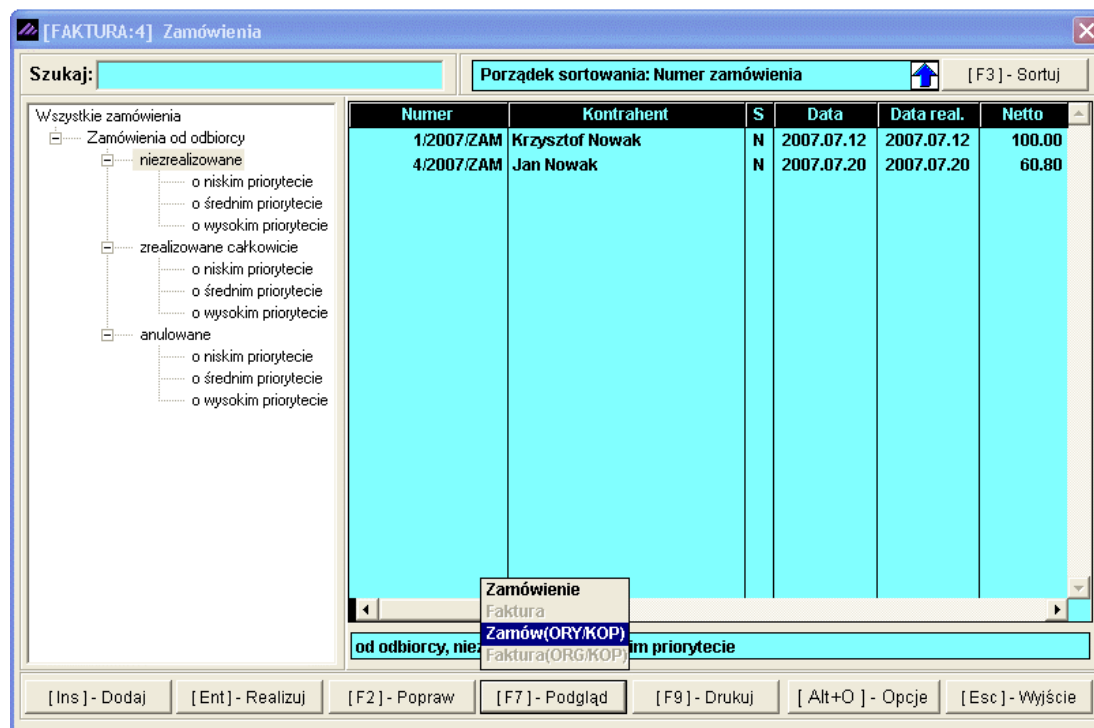 [FAKTURA:4] Zamówienia
Szukaj:
Porządek sortowania: Numer zamówienia
[F3] - Sortuj
Wszystkie zamówienia
Zamówienia od odbiorcy
niezrealizowane
o niskim priorytecie
o średnim priorytecie
o wysokim priorytecie
zrealizowane całkowicie
o niskim priorytecie
o średnim priorytecie
o wysokim priorytecie
anulowane
o niskim priorytecie
o średnim priorytecie
o wysokim priorytecie
Numer Kontrahent S Data Data real. Netto
1/2007/ZAM Krzysztof Nowak N 2007.07.12 2007.07.12 100.00
4/2007/ZAM Jan Nowak N 2007.07.20 2007.07.20 60.80
Zamówienie
Faktura
Zamów(ORY/KOP)
Faktura(ORG/KOP)
od odbiorcy, priorytecie
[Ins] - Dodaj [Ent] - Realizuj [F2] - Popraw [F7] - Podgląd [F9] - Drukuj [Alt+O] - Opcje [Esc] - Wyjście